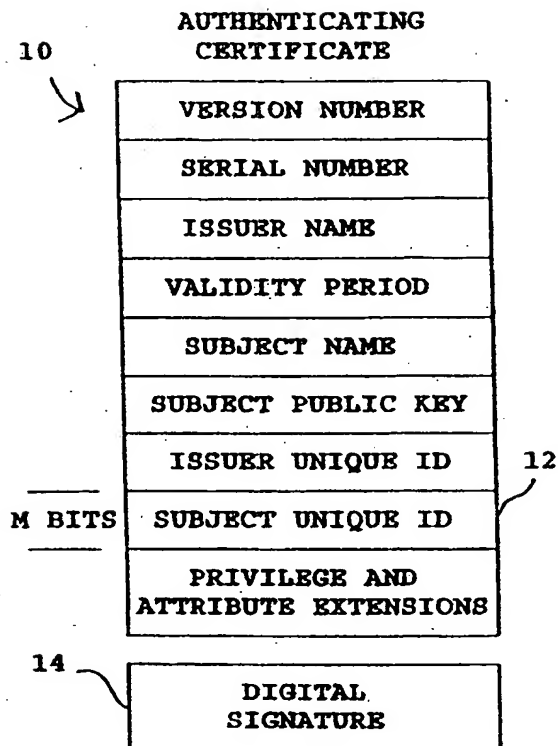 AUTHENTICATING
CERTIFICATE
10
VERSION NUMBER
SERIAL NUMBER
ISSUER NAME
VALIDITY PERIOD
SUBJECT NAME
SUBJECT PUBLIC KEY
ISSUER UNIQUE ID
12
M BITS
SUBJECT UNIQUE ID
PRIVILEGE AND
ATTRIBUTE EXTENSIONS
14
DIGITAL
SIGNATURE